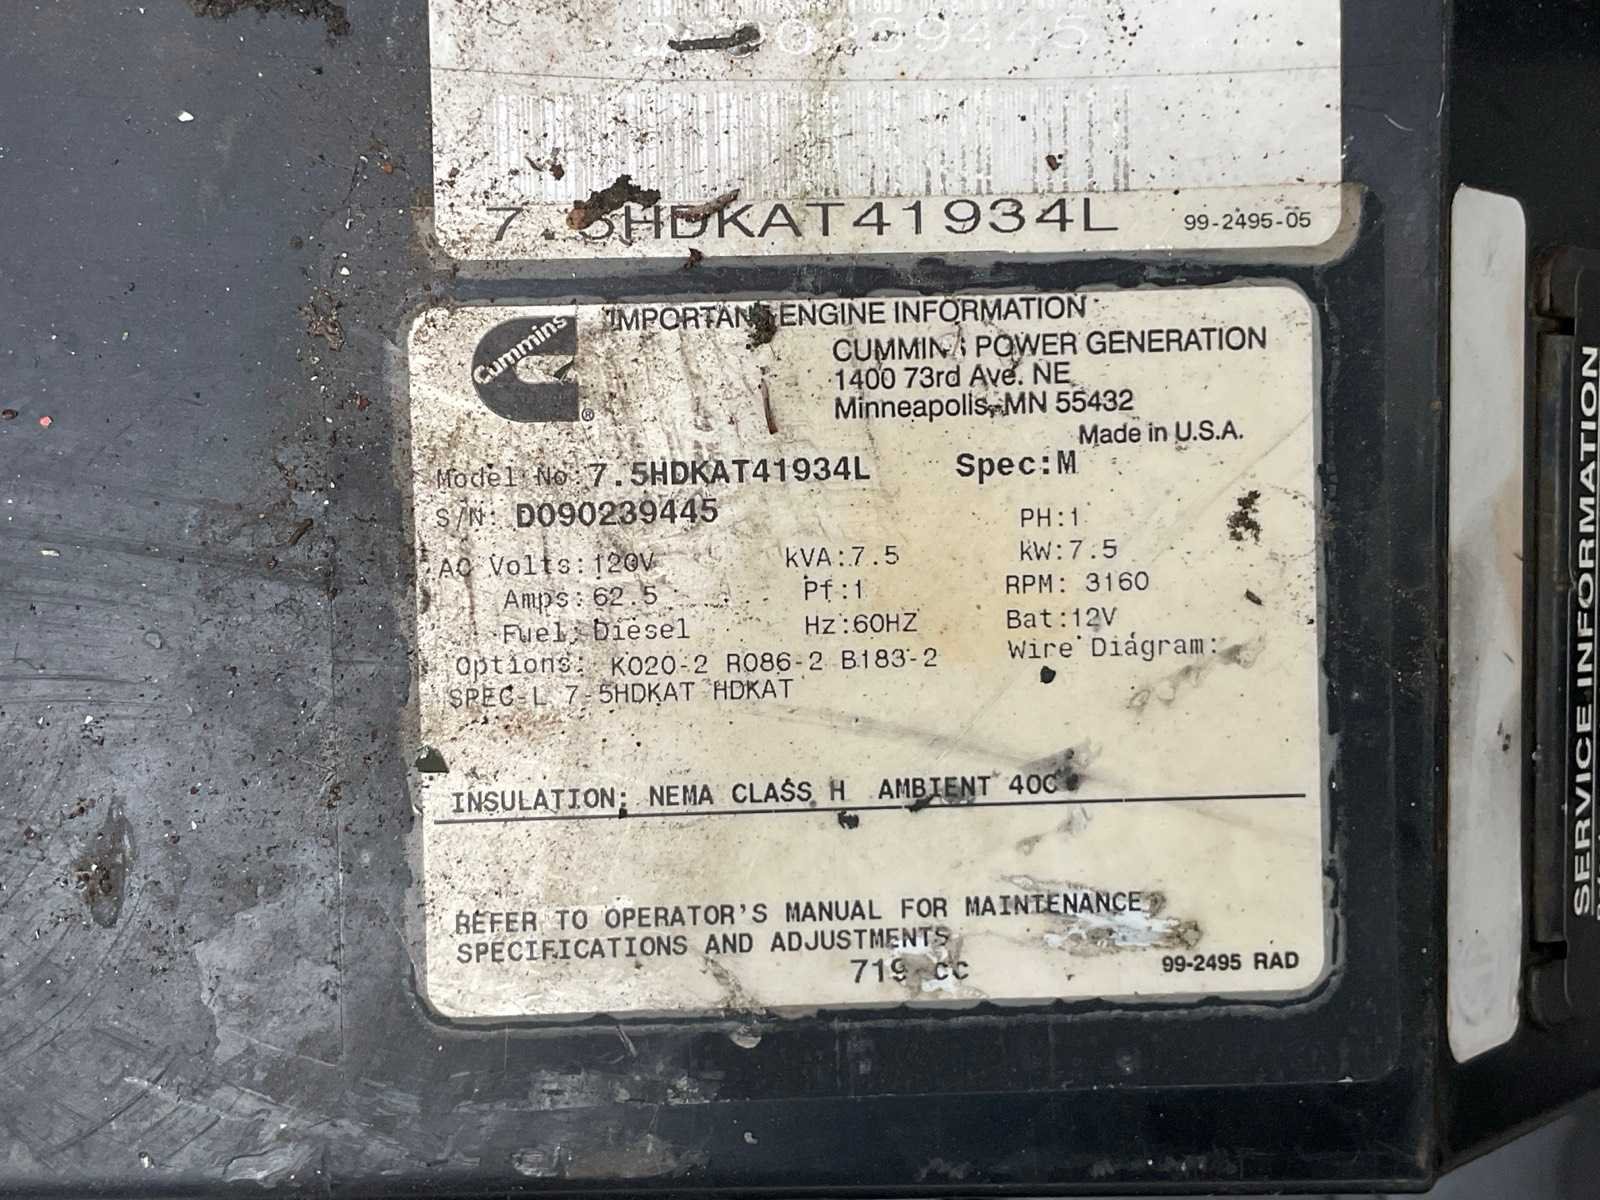 90239445
7.5HDKAT41934L 99-2495-05
Cummins ®
IMPORTANT ENGINE INFORMATION
CUMMINS POWER GENERATION
1400 73rd Ave. NE
Minneapolis, MN 55432
Made in U.S.A.
Model No: 7.5HDKAT41934L Spec:M
S/N: D090239445 PH:1
AC Volts:120V kVA:7.5 kW:7.5
Amps:62.5 Pf:1 RPM: 3160
Fuel: Diesel Hz:60HZ Bat:12V
Options: K020-2 R086-2 B183-2 Wire Diagram:
SPEC-L 7-5HDKAT HDKAT
INSULATION: NEMA CLASS H AMBIENT 40C
REFER TO OPERATOR'S MANUAL FOR MAINTENANCE
SPECIFICATIONS AND ADJUSTMENTS
719 cc 99-2495 RAD
SERVICE INFORMATION